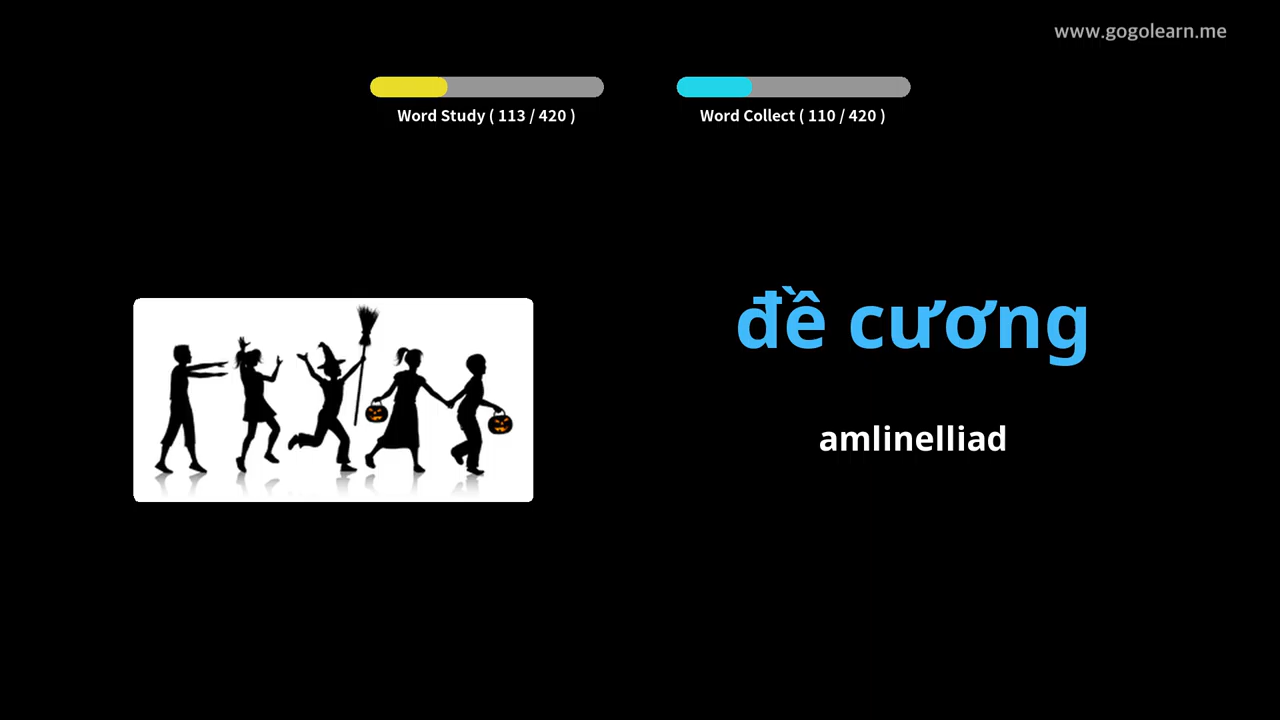 www.gogolearn.me
Word Study ( 113 / 420 )
Word Collect ( 110 / 420 )
đề cương
amlinelliad